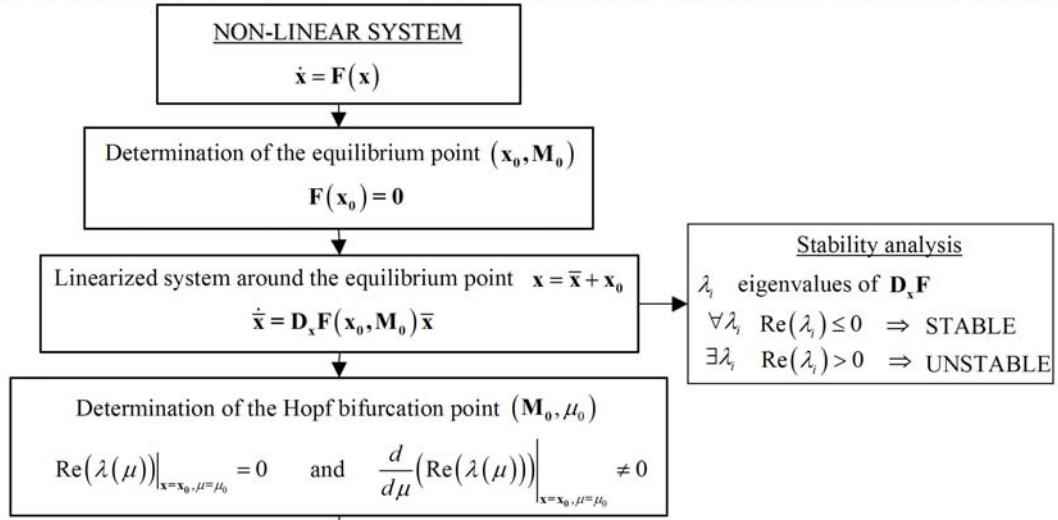 NON-LINEAR SYSTEM
ẋ = F(x)
Determination of the equilibrium point (x₀, M₀)
F(x₀) = 0
Linearized system around the equilibrium point x = x̄ + x₀
x̄̇ = DₓF(x₀, M₀)x̄
Stability analysis
λᵢ eigenvalues of DₓF
∀λᵢ Re(λᵢ) ≤ 0 ⇒ STABLE
∃λᵢ Re(λᵢ) > 0 ⇒ UNSTABLE
Determination of the Hopf bifurcation point (M₀, μ₀)
Re(λ(μ))|ₓ₌ₓ₀,μ₌μ₀ = 0 and d/dμ (Re(λ(μ)))|ₓ₌ₓ₀,μ₌μ₀ ≠ 0